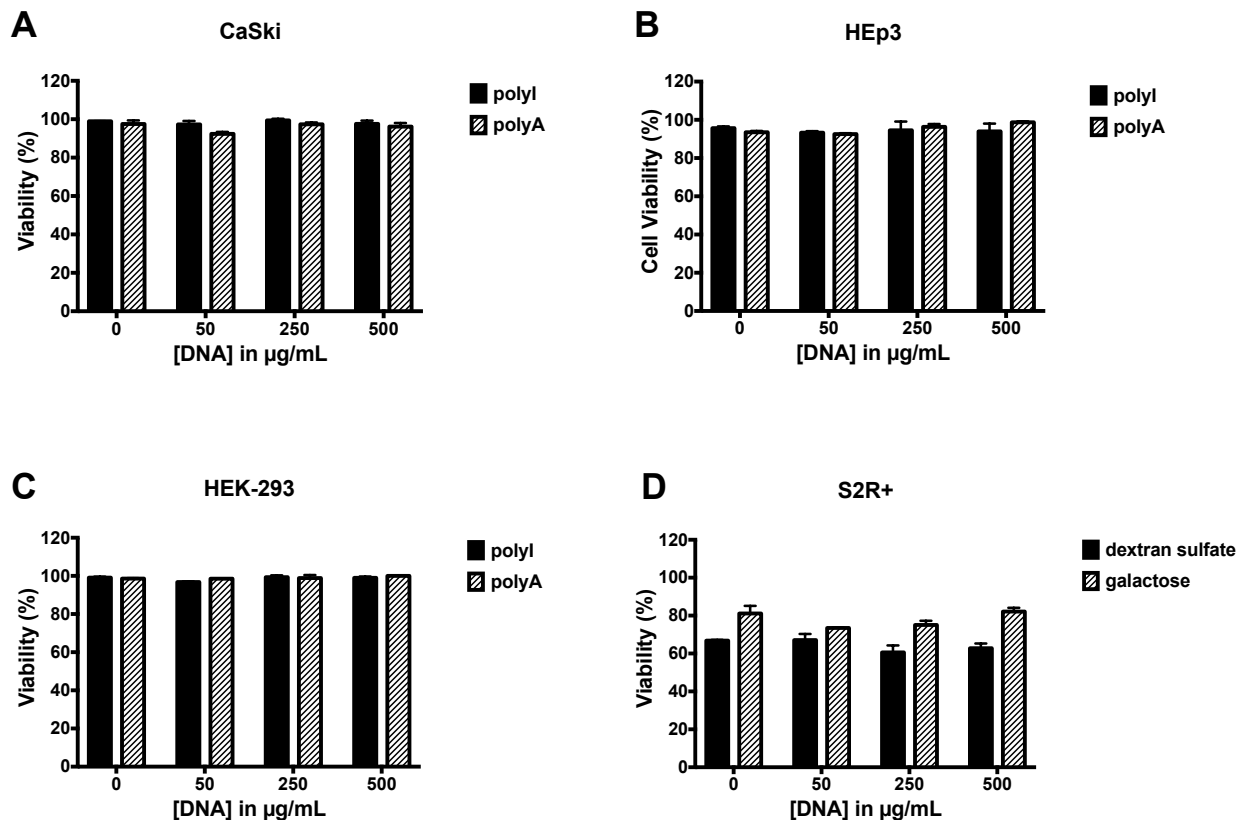 A
CaSki
120
100
80
60
40
20
0
Viability (%)
0 50 250 500
[DNA] in µg/mL
polyI
polyA
B
HEp3
120
100
80
60
40
20
0
Cell Viability (%)
0 50 250 500
[DNA] in µg/mL
polyI
polyA
C
HEK-293
120
100
80
60
40
20
0
Viability (%)
0 50 250 500
[DNA] in µg/mL
polyI
polyA
D
S2R+
120
100
80
60
40
20
0
Viability (%)
0 50 250 500
[DNA] in µg/mL
dextran sulfate
galactose